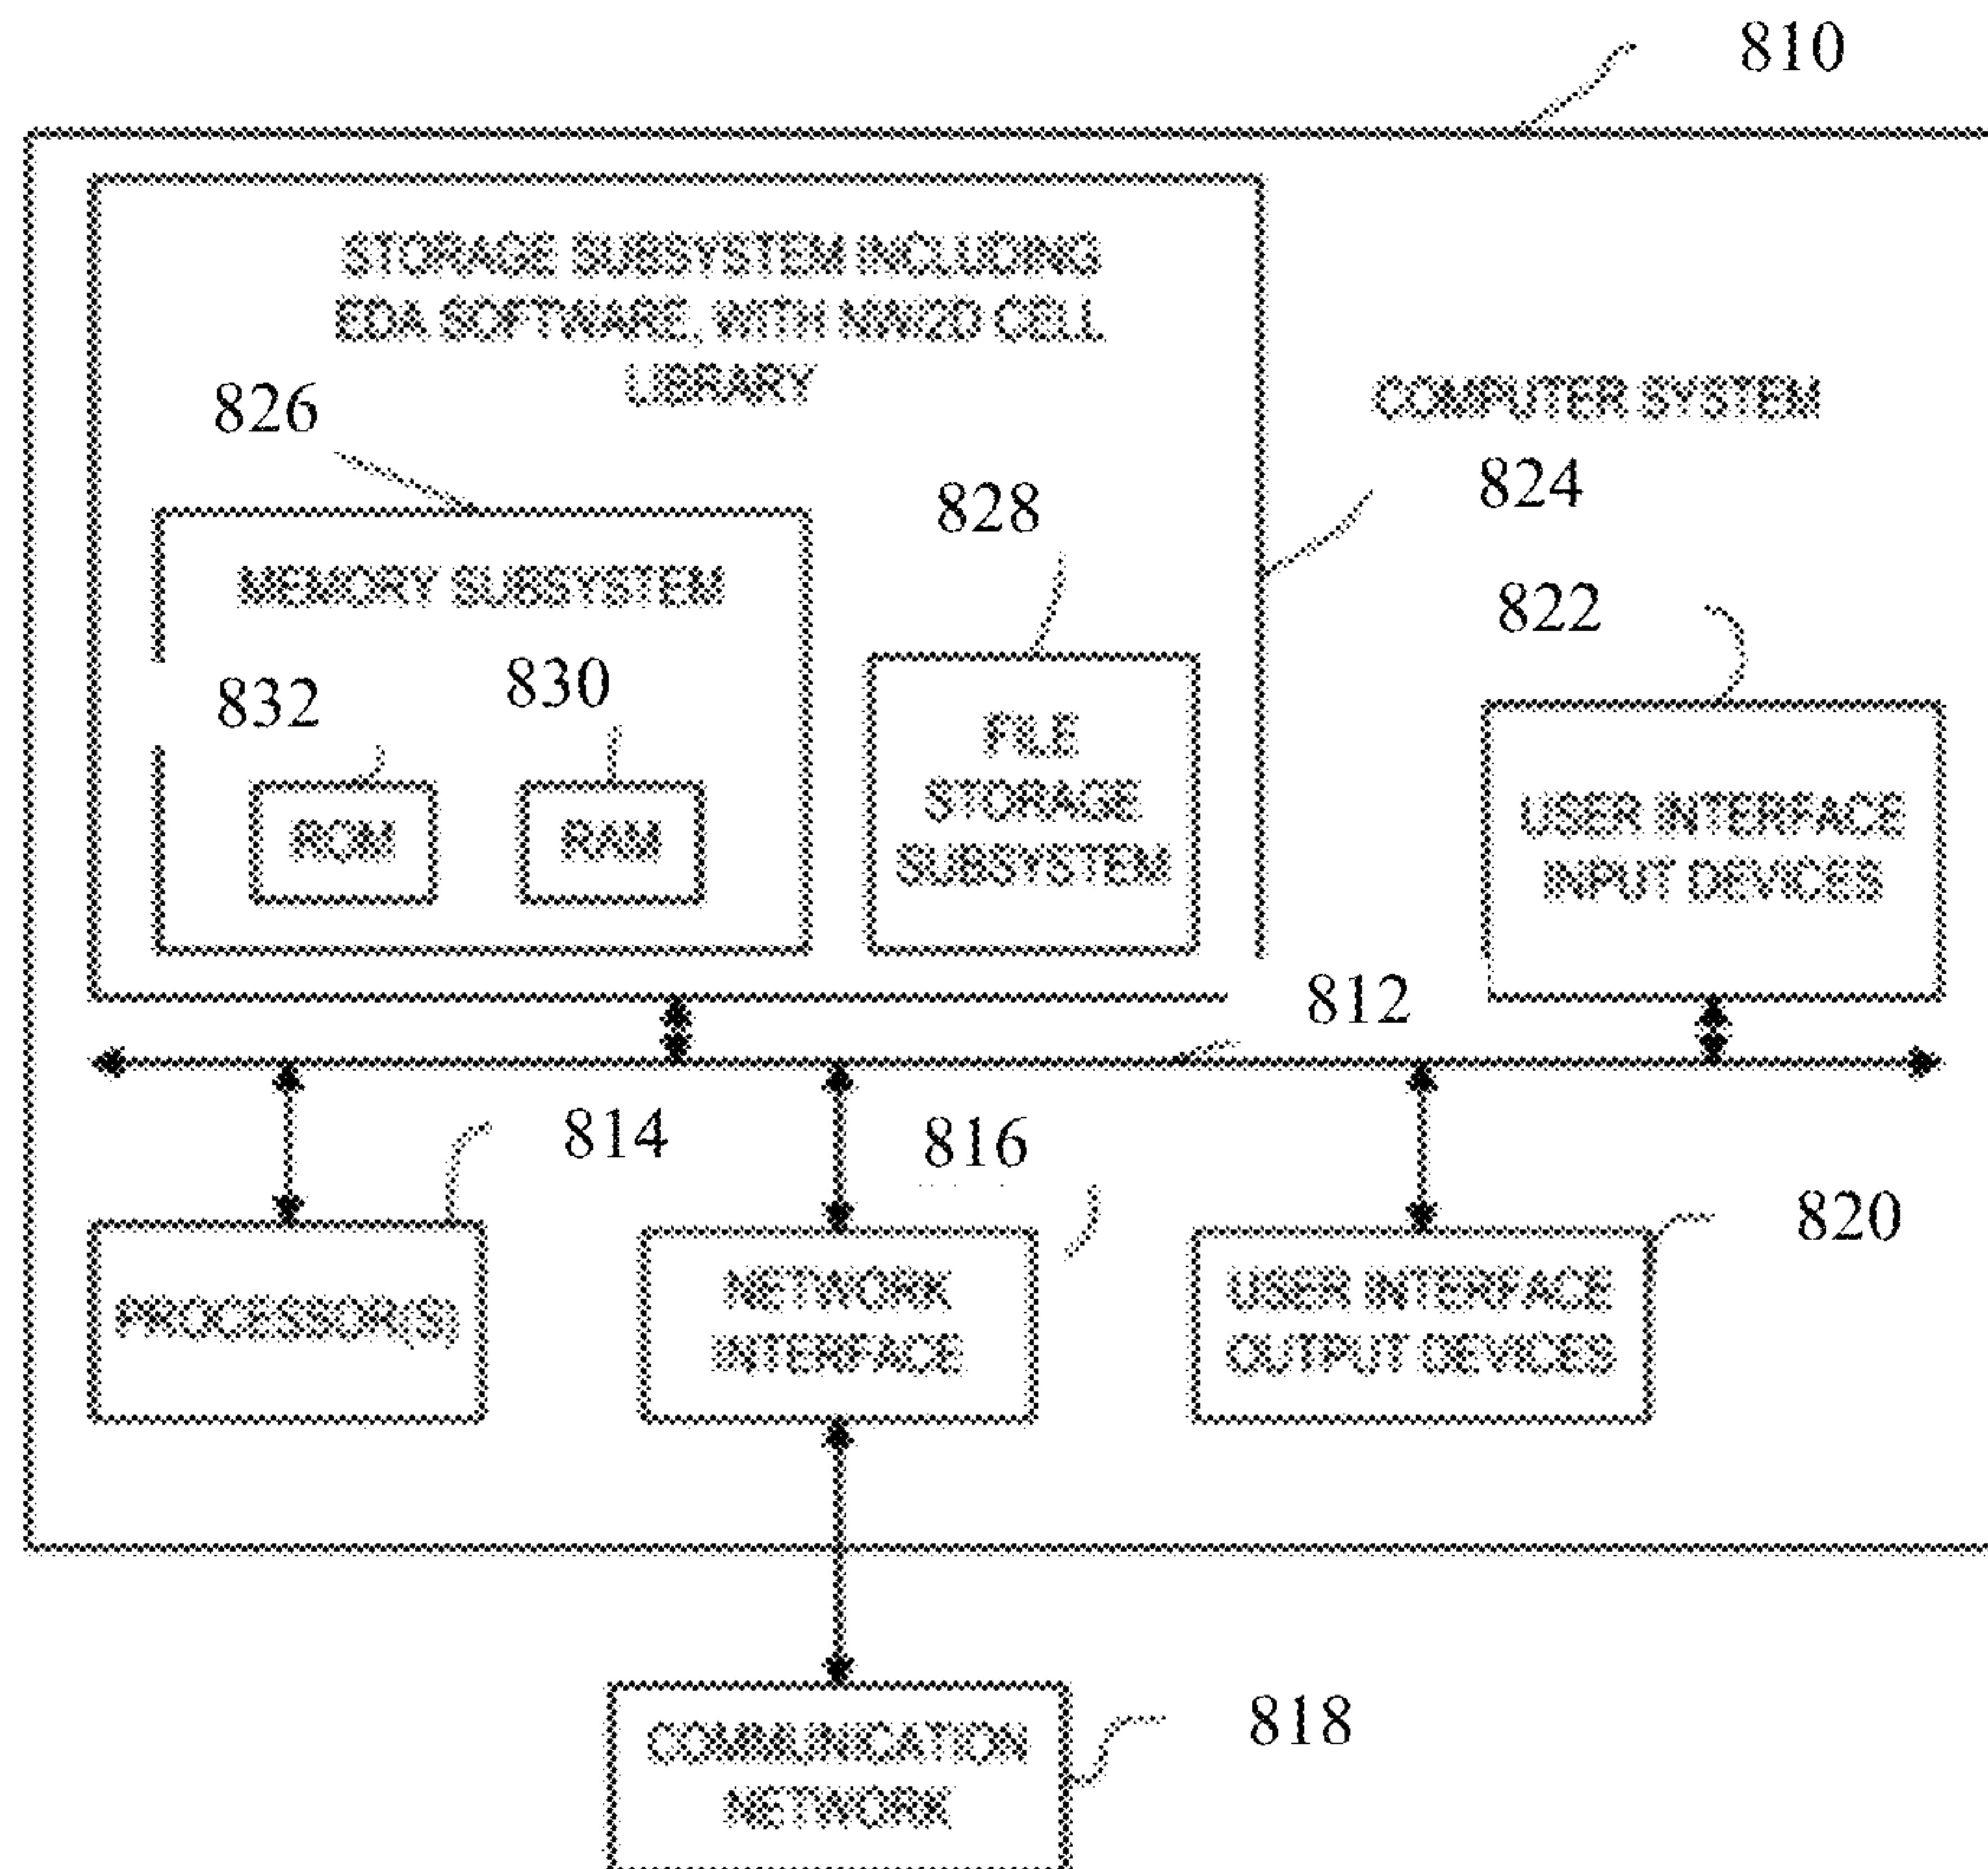 810
STORAGE SUBSYSTEM INCLUDING
EDA SOFTWARE, WITH NW/2D CELL
LIBRARY
826
COMPUTER SYSTEM
824
828
MEMORY SUBSYSTEM
822
832
830
FILE
STORAGE
SUBSYSTEM
ROM
RAM
USER INTERFACE
INPUT DEVICES
812
814
816
820
PROCESSOR(S)
NETWORK
INTERFACE
USER INTERFACE
OUTPUT DEVICES
818
COMMUNICATION
NETWORK